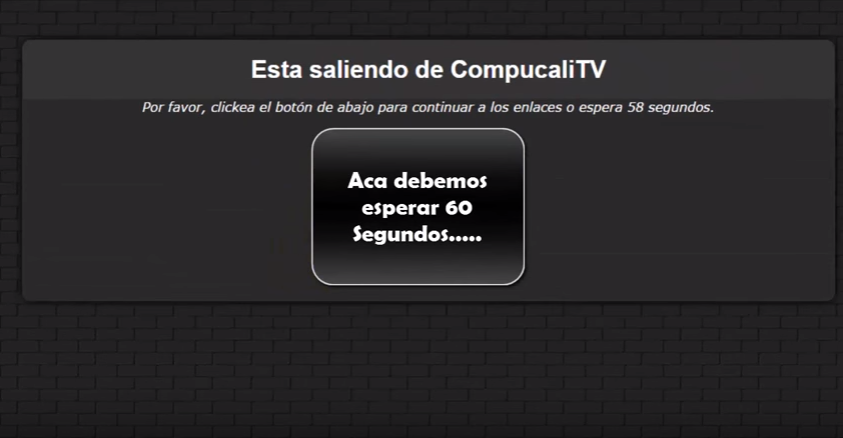 Esta saliendo de CompucaliTV
Por favor, clickea el botón de abajo para continuar a los enlaces o espera 58 segundos.
Aca debemos
esperar 60
Segundos.....